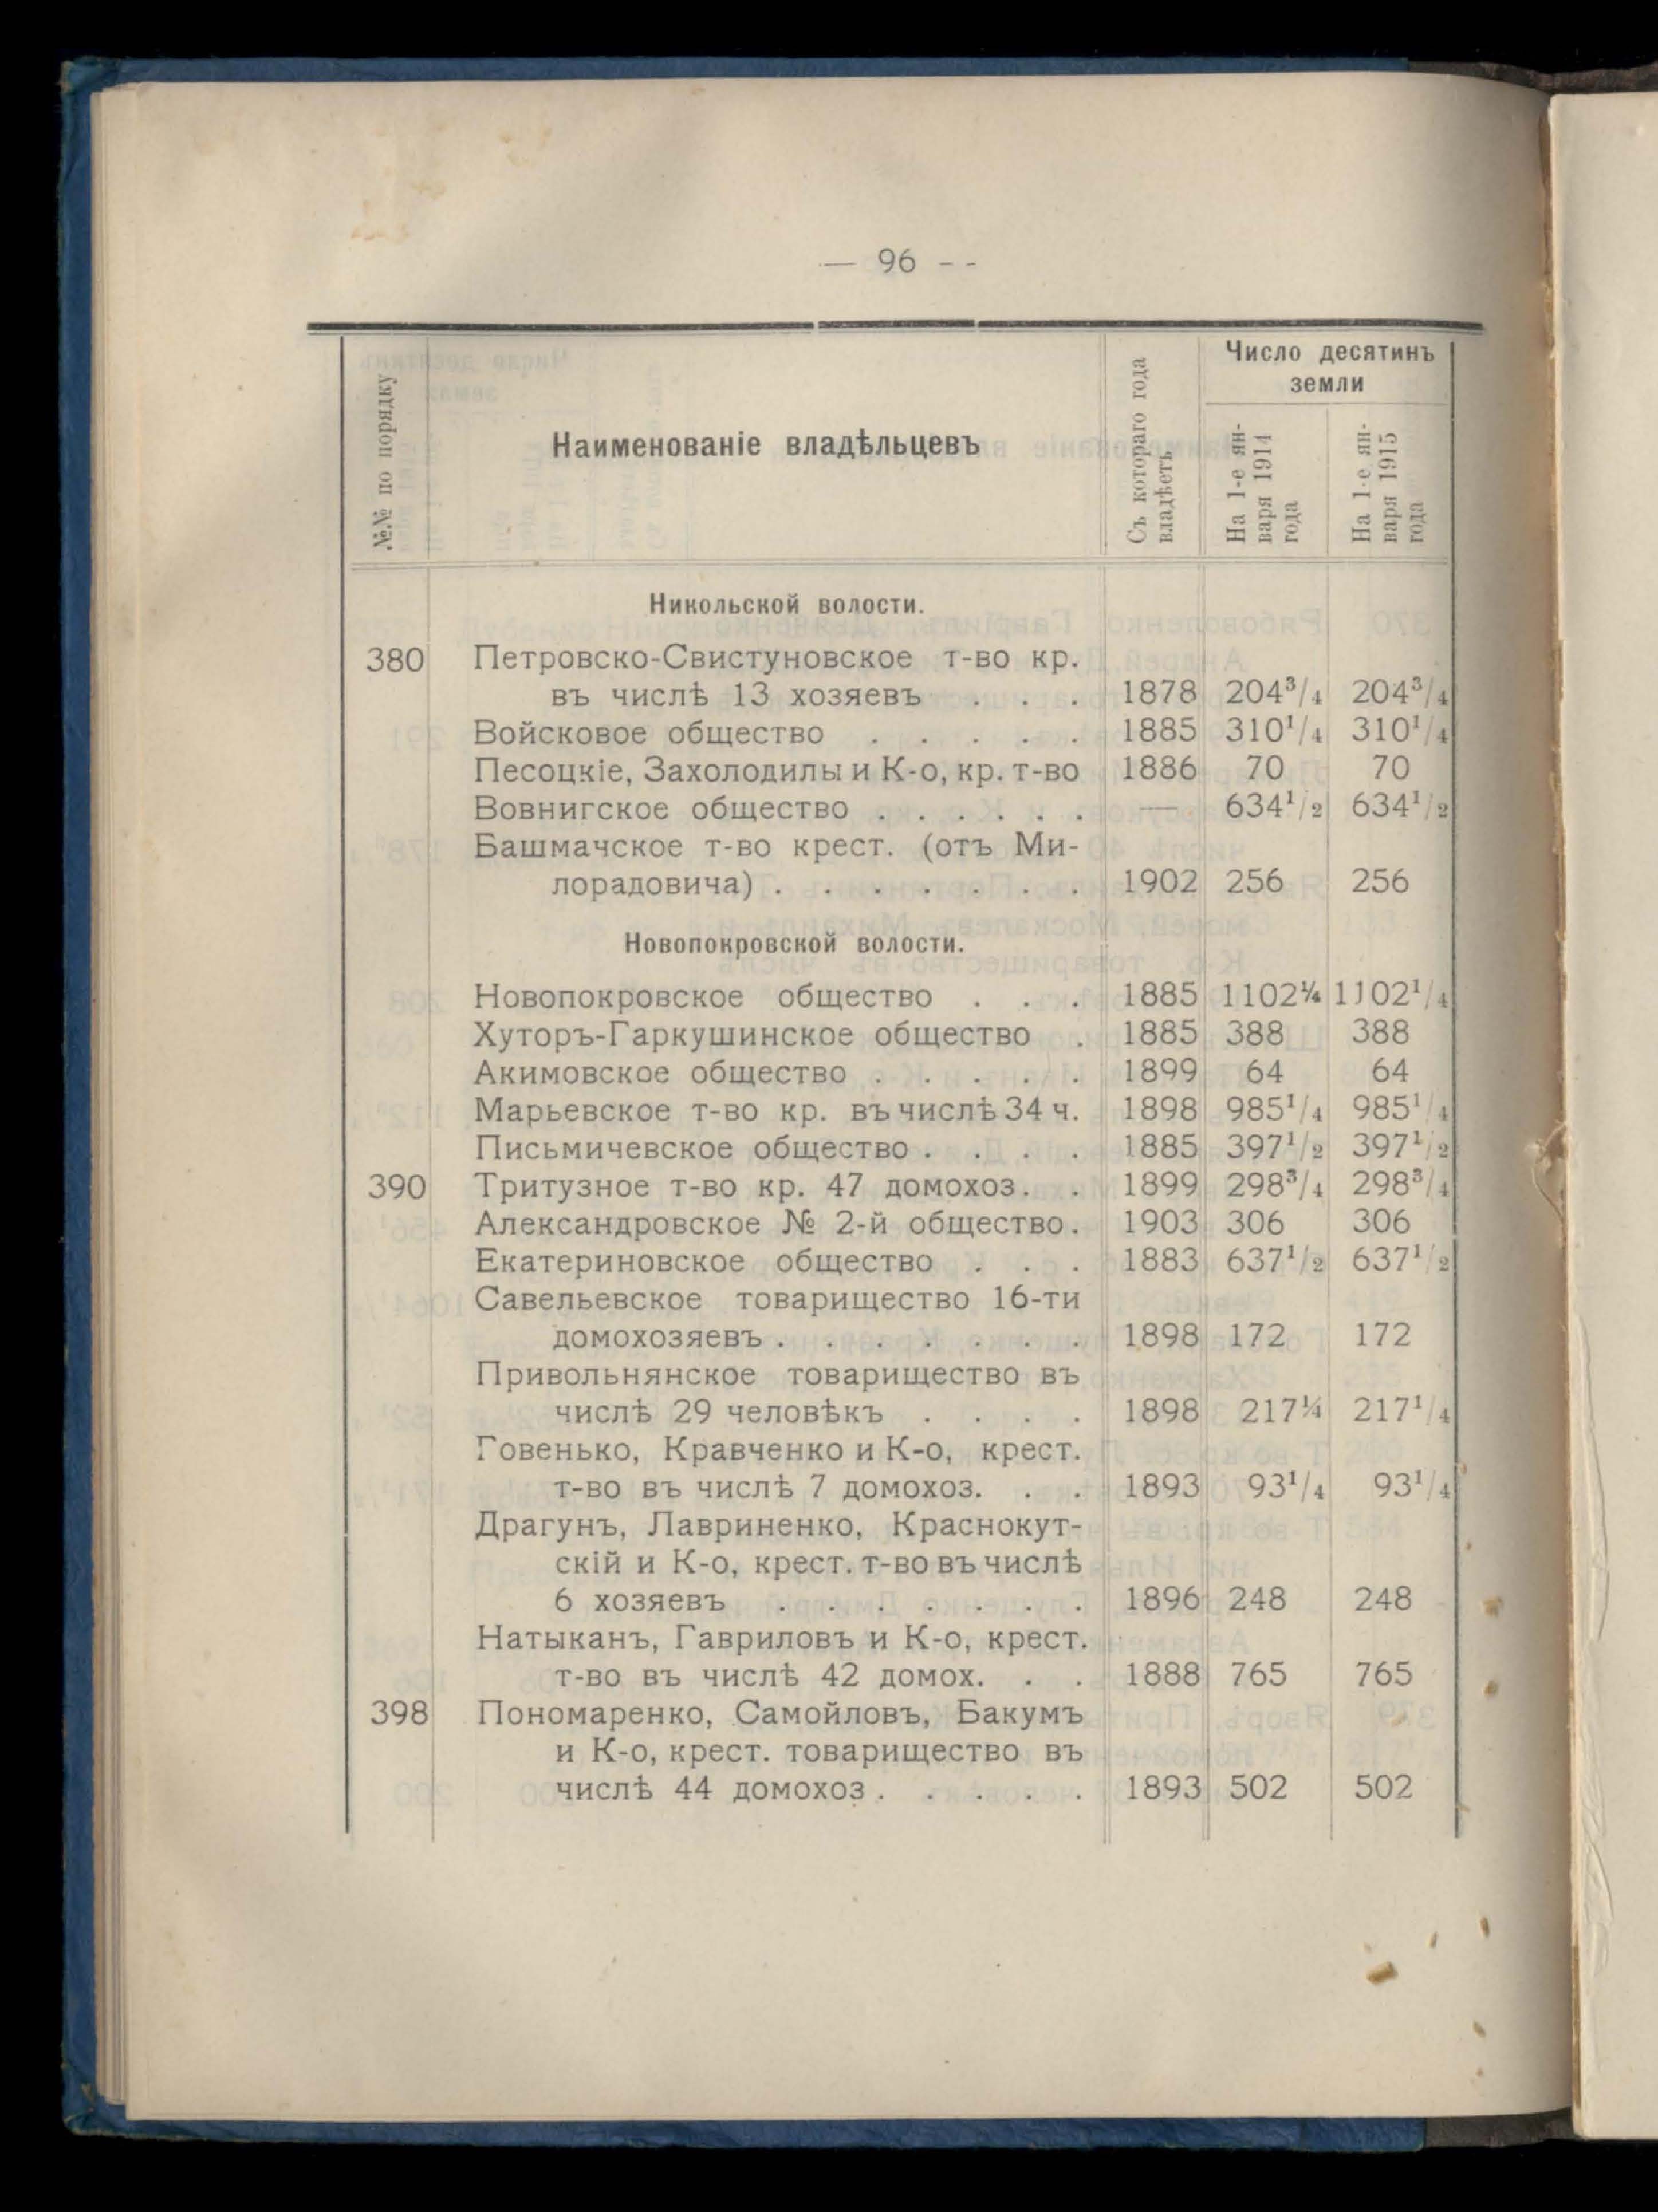 — 96 --
№.№ по порядку
Наименованіе владѣльцевъ
Съ котораго года
владѣетъ
Число десятинъ
земли
На 1-е ян-
варя 1914
года
На 1-е ян-
варя 1915
года
Никольской волости.
380 Петровско-Свистуновское т-во кр.
въ числѣ 13 хозяевъ . . . 1878 204³/₄ 204³/₄
Войсковое общество . . . . . 1885 310¹/₄ 310¹/₄
Песоцкіе, Захолодилы и К-о, кр. т-во 1886 70 70
Вовнигское общество . . . . . — 634¹/₂ 634¹/₂
Башмачское т-во крест. (отъ Ми-
лорадовича) . . . . . . . 1902 256 256
Новопокровской волости.
Новопокровское общество . . . 1885 1102¼ 1102¹/₄
Хуторъ-Гаркушинское общество . 1885 388 388
Акимовское общество . . . . . 1899 64 64
Марьевское т-во кр. въ числѣ 34 ч. 1898 985¹/₄ 985¹/₄
Письмичевское общество . . . . 1885 397¹/₂ 397¹/₂
390 Тритузное т-во кр. 47 домохоз. . 1899 298³/₄ 298³/₄
Александровское № 2-й общество. 1903 306 306
Екатериновское общество . . . 1883 637¹/₂ 637¹/₂
Савельевское товарищество 16-ти
домохозяевъ . . . . . . . 1898 172 172
Привольнянское товарищество въ
числѣ 29 человѣкъ . . . . 1898 217¼ 217¹/₄
Говенько, Кравченко и К-о, крест.
т-во въ числѣ 7 домохоз. . . 1893 93¹/₄ 93¹/₄
Драгунъ, Лавриненко, Краснокут-
скій и К-о, крест. т-во въ числѣ
6 хозяевъ . . . . . . . 1896 248 248
Натыканъ, Гавриловъ и К-о, крест.
т-во въ числѣ 42 домох. . . 1888 765 765
398 Пономаренко, Самойловъ, Бакумъ
и К-о, крест. товарищество въ
числѣ 44 домохоз . . . . . 1893 502 502